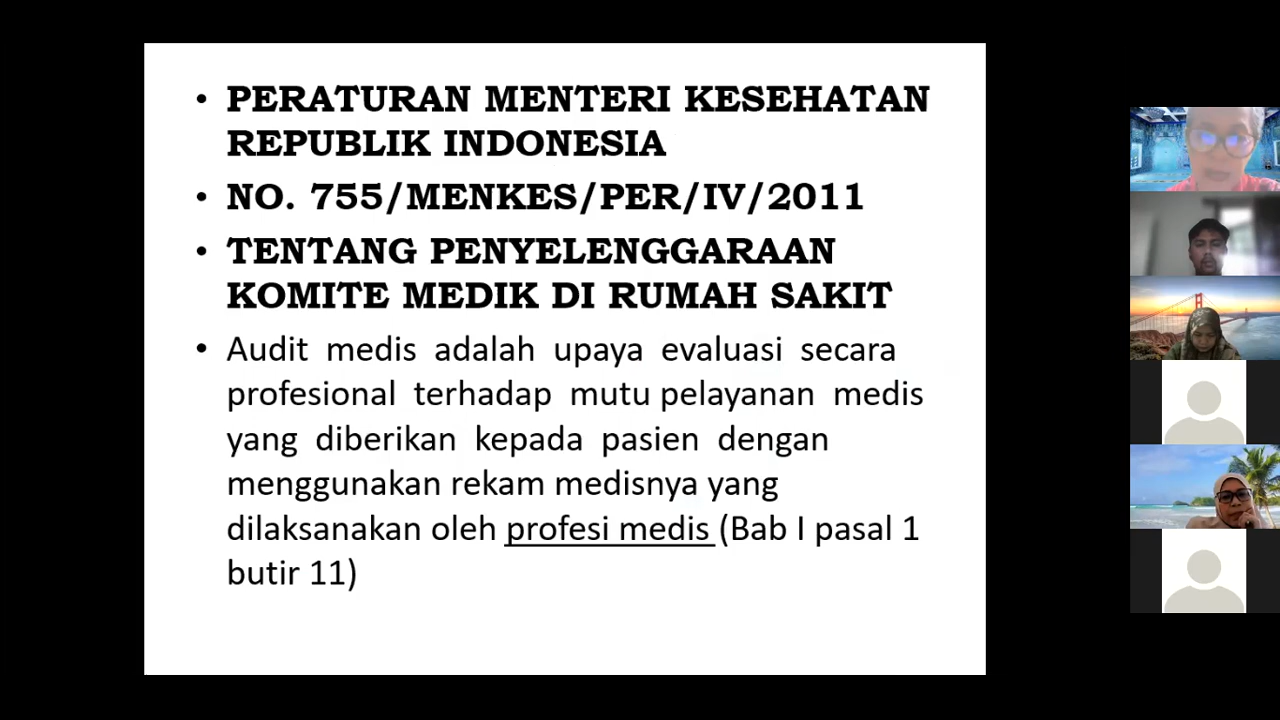 • PERATURAN MENTERI KESEHATAN
REPUBLIK INDONESIA
• NO. 755/MENKES/PER/IV/2011
• TENTANG PENYELENGGARAAN
KOMITE MEDIK DI RUMAH SAKIT
• Audit medis adalah upaya evaluasi secara
profesional terhadap mutu pelayanan medis
yang diberikan kepada pasien dengan
menggunakan rekam medisnya yang
dilaksanakan oleh profesi medis (Bab I pasal 1
butir 11)